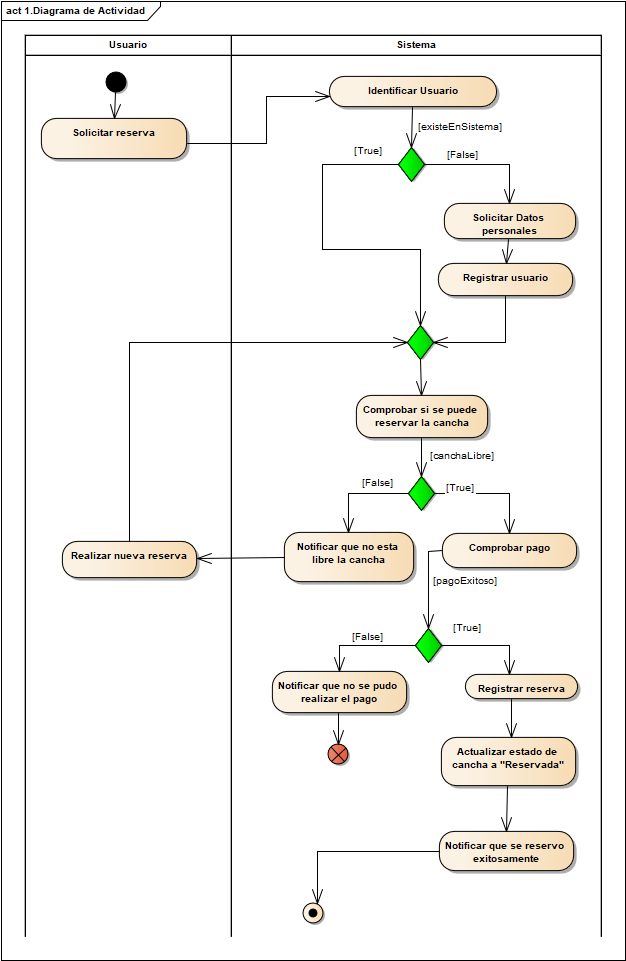 act 1.Diagrama de Actividad
Usuario
Sistema
Identificar Usuario
Solicitar reserva
[existeEnSistema]
[True]
[False]
Solicitar Datos
personales
Registrar usuario
Comprobar si se puede
reservar la cancha
[canchaLibre]
[False]
[True]
Realizar nueva reserva
Notificar que no esta
libre la cancha
Comprobar pago
[pagoExitoso]
[False]
[True]
Notificar que no se pudo
realizar el pago
Registrar reserva
Actualizar estado de
cancha a "Reservada"
Notificar que se reservo
exitosamente